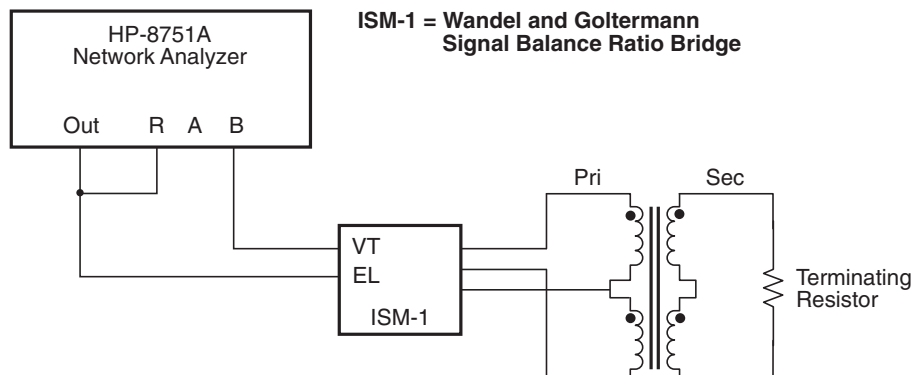 HP-8751A
Network Analyzer
Out R A B
ISM-1 = Wandel and Goltermann
Signal Balance Ratio Bridge
Pri Sec
VT
EL
ISM-1
Terminating
Resistor